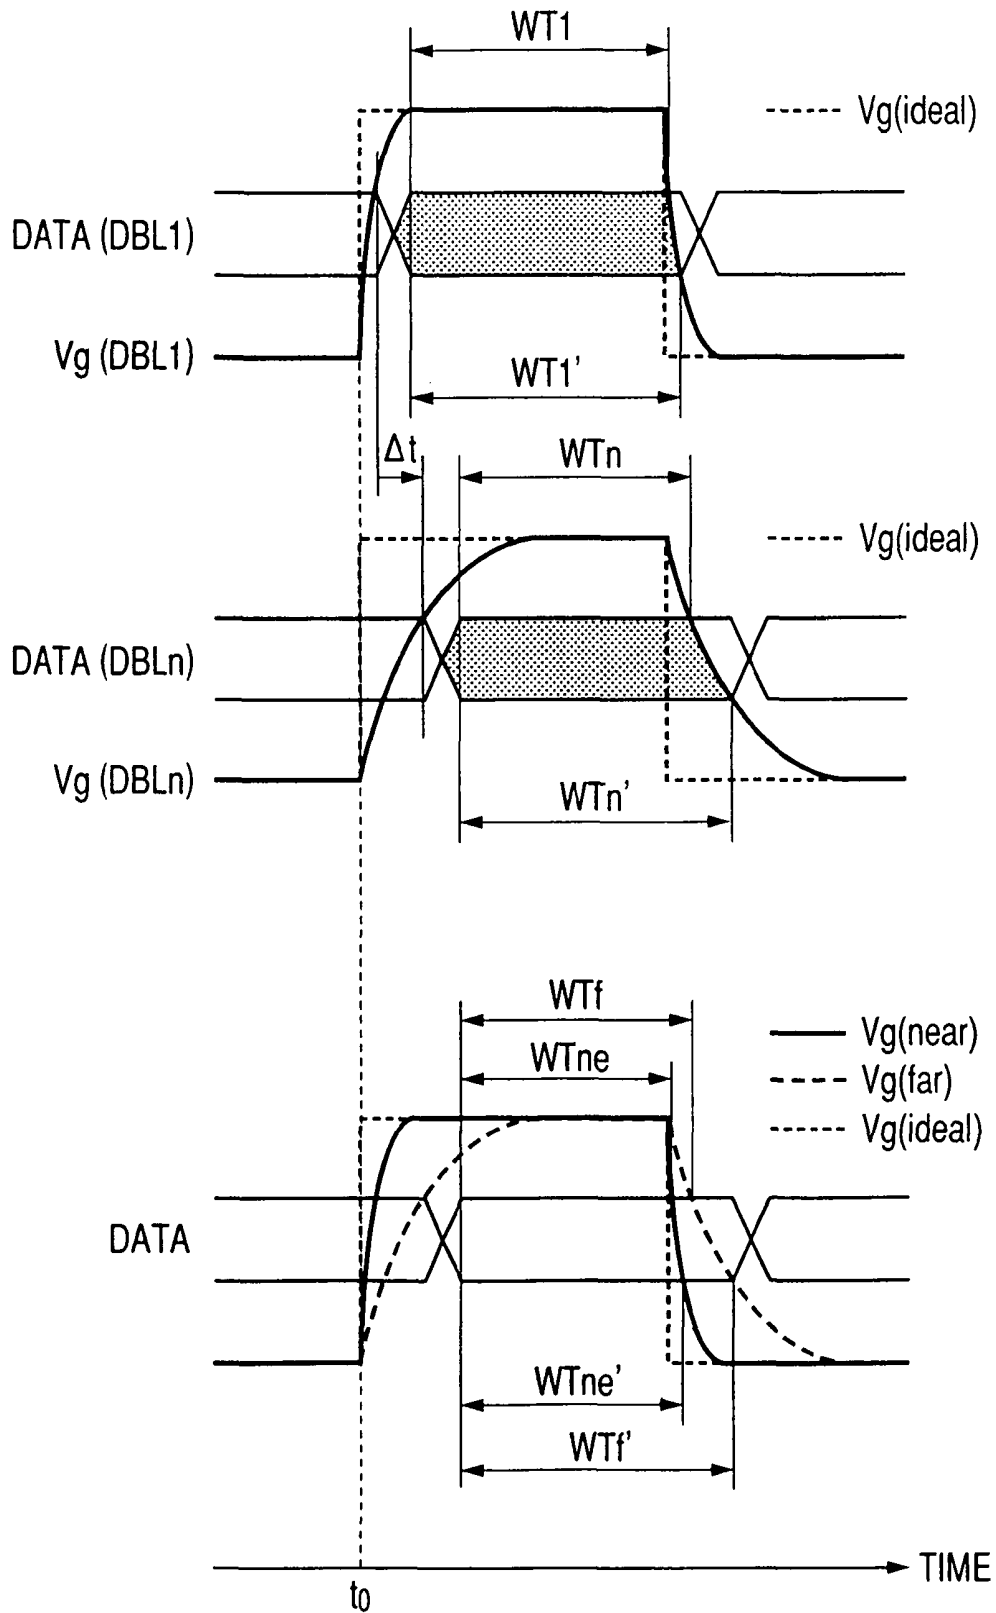 WT1
Vg(ideal)
DATA (DBL1)
Vg (DBL1)
WT1'
Δt
WTn
Vg(ideal)
DATA (DBLn)
Vg (DBLn)
WTn'
WTf
Vg(near)
WTne
Vg(far)
Vg(ideal)
DATA
WTne'
WTf'
TIME
t0